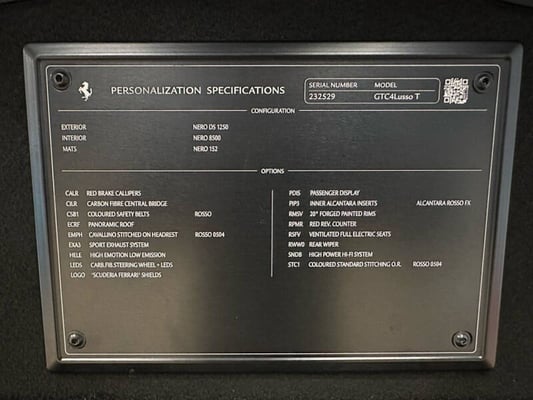 PERSONALIZATION SPECIFICATIONS
SERIAL NUMBER MODEL
232529 GTC4Lusso T
CONFIGURATION
EXTERIOR NERO DS 1250
INTERIOR NERO 8500
MATS NERO 152
OPTIONS
CALR RED BRAKE CALLIPERS
CILR CARBON FIBRE CENTRAL BRIDGE
CSB1 COLOURED SAFETY BELTS ROSSO
ECRF PANORAMIC ROOF
EMPH CAVALLINO STITCHED ON HEADREST ROSSO 0504
EXA3 SPORT EXHAUST SYSTEM
HELE HIGH EMOTION LOW EMISSION
LEDS CARB.FIB.STEERING WHEEL + LEDS
LOGO "SCUDERIA FERRARI" SHIELDS
PDIS PASSENGER DISPLAY
PIP3 INNER ALCANTARA INSERTS ALCANTARA ROSSO FX
RMSV 20" FORGED PAINTED RIMS
RPMR RED REV. COUNTER
RSFV VENTILATED FULL ELECTRIC SEATS
RWW0 REAR WIPER
SNDB HIGH POWER HI-FI SYSTEM
STC1 COLOURED STANDARD STITCHING O.R. ROSSO 0504